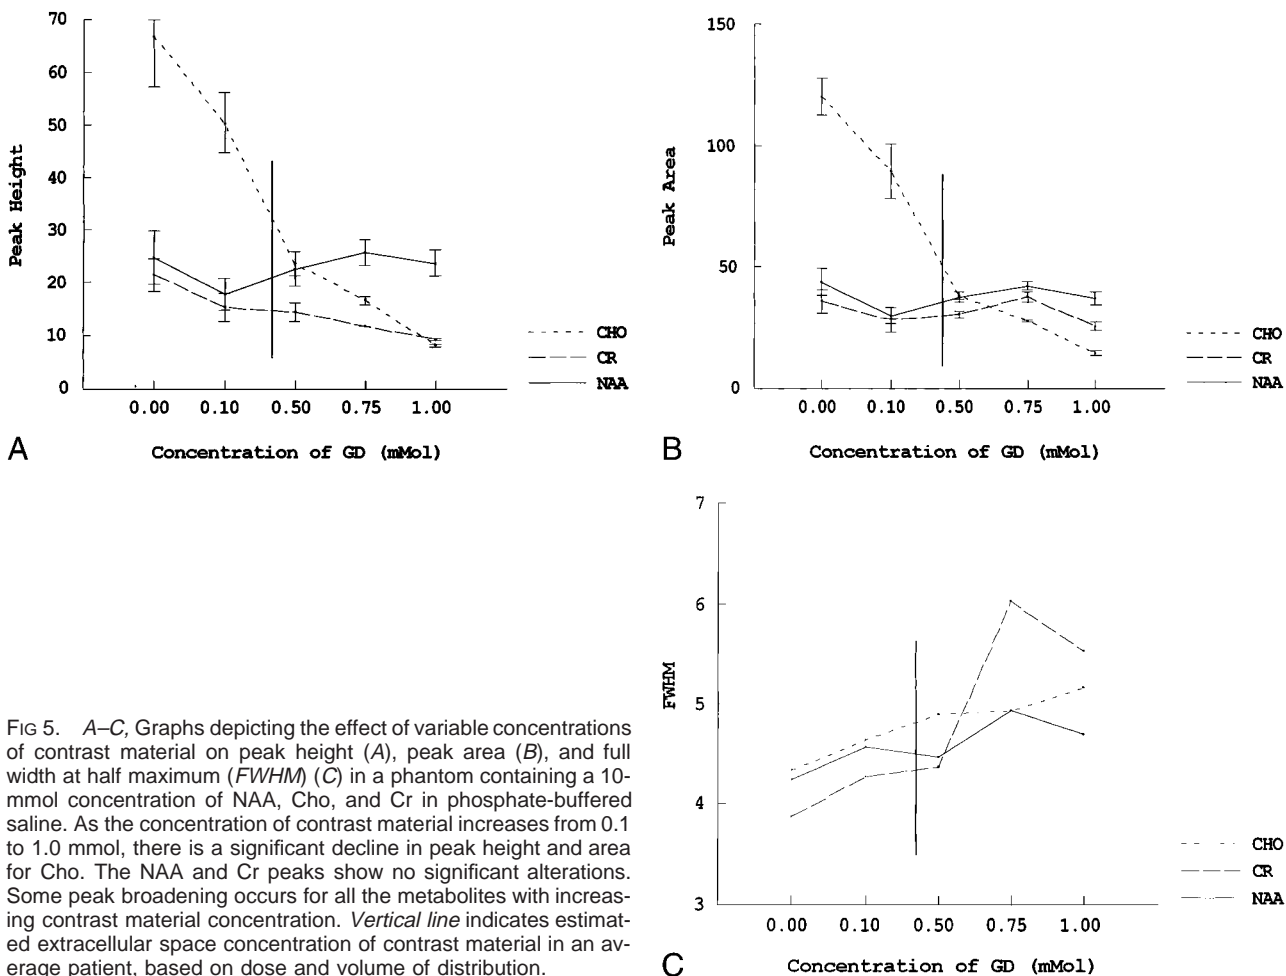 70
60
50
40
30
20
10
0
Peak Height
0.00 0.10 0.50 0.75 1.00
Concentration of GD (mMol)
CHO
CR
NAA
A
150
100
50
0
Peak Area
0.00 0.10 0.50 0.75 1.00
Concentration of GD (mMol)
CHO
CR
NAA
B
7
6
5
4
3
FWHM
0.00 0.10 0.50 0.75 1.00
Concentration of GD (mMol)
CHO
CR
NAA
C
FIG 5. A–C, Graphs depicting the effect of variable concentrations
of contrast material on peak height (A), peak area (B), and full
width at half maximum (FWHM) (C) in a phantom containing a 10-
mmol concentration of NAA, Cho, and Cr in phosphate-buffered
saline. As the concentration of contrast material increases from 0.1
to 1.0 mmol, there is a significant decline in peak height and area
for Cho. The NAA and Cr peaks show no significant alterations.
Some peak broadening occurs for all the metabolites with increas-
ing contrast material concentration. Vertical line indicates estimat-
ed extracellular space concentration of contrast material in an av-
erage patient, based on dose and volume of distribution.